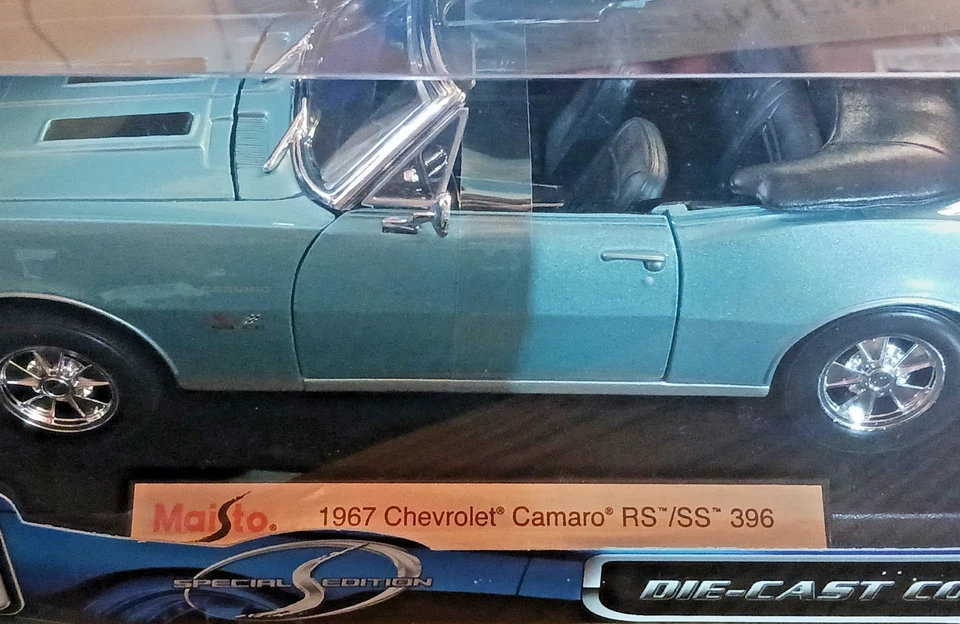 Maisto. 1967 Chevrolet® Camaro® RS™/SS™ 396
SPECIAL S EDITION
DIE-CAST CO